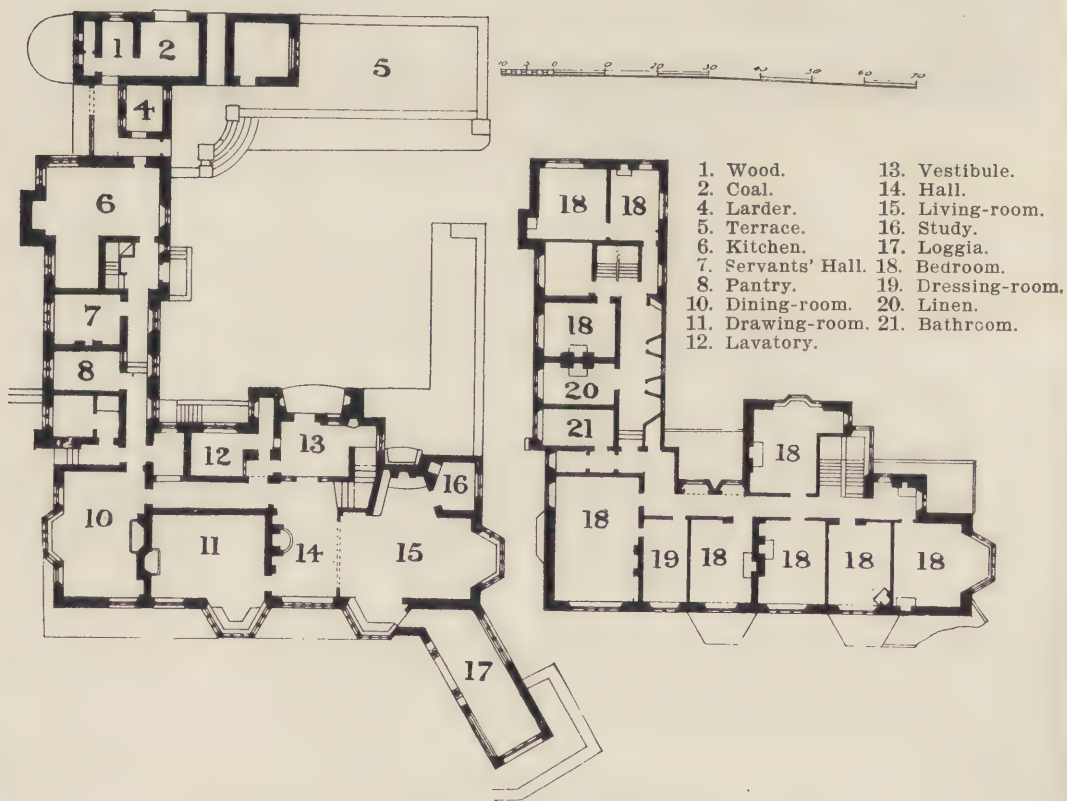 1 2 5
4
10 5 0 0 20 30 40 50 60 70
6
7
8
12 13
16
10 11 14 15
17
18 18
18
20
21
18
18 19 18 18 18 18
1. Wood.
2. Coal.
4. Larder.
5. Terrace.
6. Kitchen.
7. Servants' Hall.
8. Pantry.
10. Dining-room.
11. Drawing-room.
12. Lavatory.
13. Vestibule.
14. Hall.
15. Living-room.
16. Study.
17. Loggia.
18. Bedroom.
19. Dressing-room.
20. Linen.
21. Bathroom.